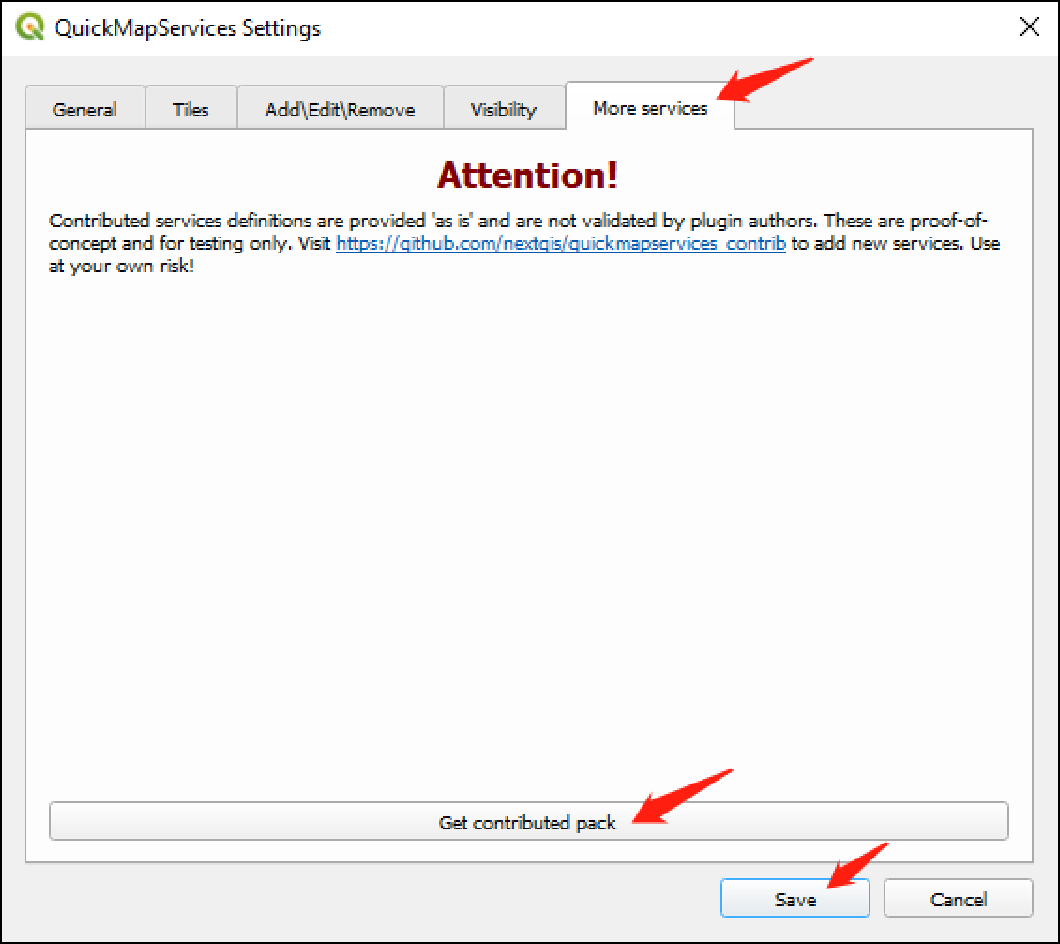 QuickMapServices Settings
General
Tiles
Add\Edit\Remove
Visibility
More services
Attention!
Contributed services definitions are provided 'as is' and are not validated by plugin authors. These are proof-of-
concept and for testing only. Visit https://github.com/nextgis/quickmapservices_contrib to add new services. Use
at your own risk!
Get contributed pack
Save
Cancel